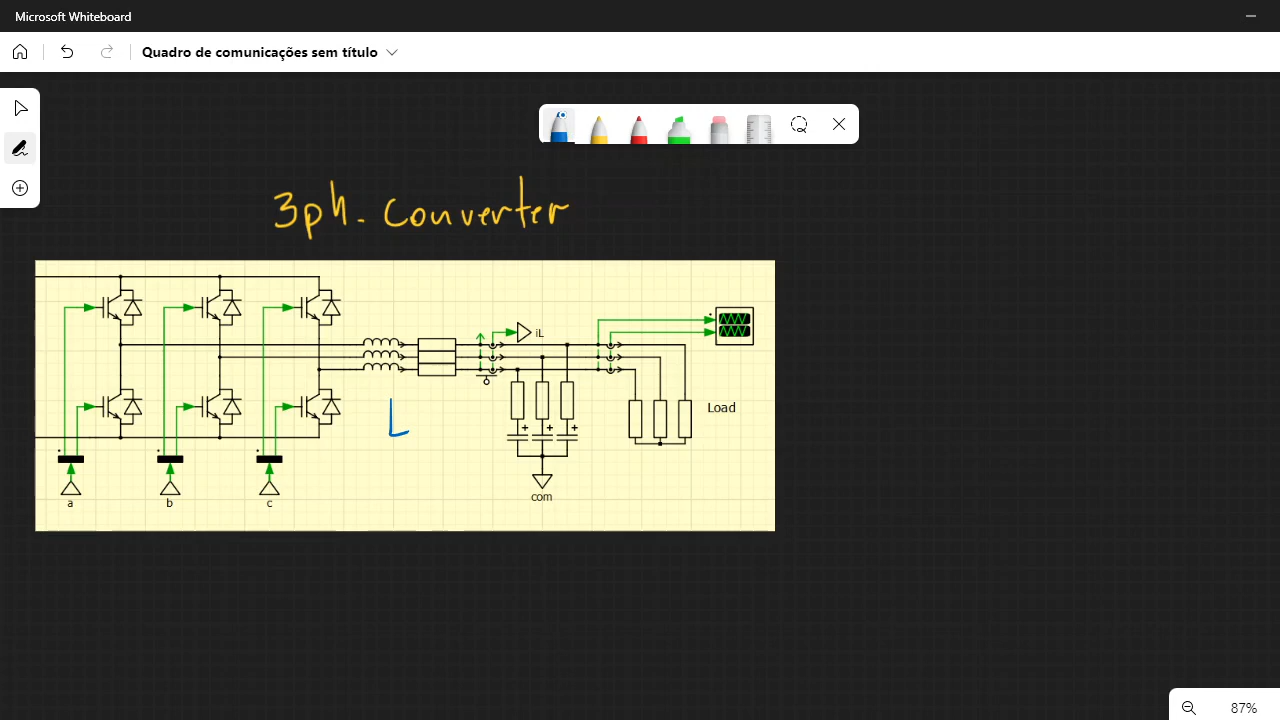 Microsoft Whiteboard
Quadro de comunicações sem título
3ph. Converter
iL
L
Load
a
b
c
com
87%